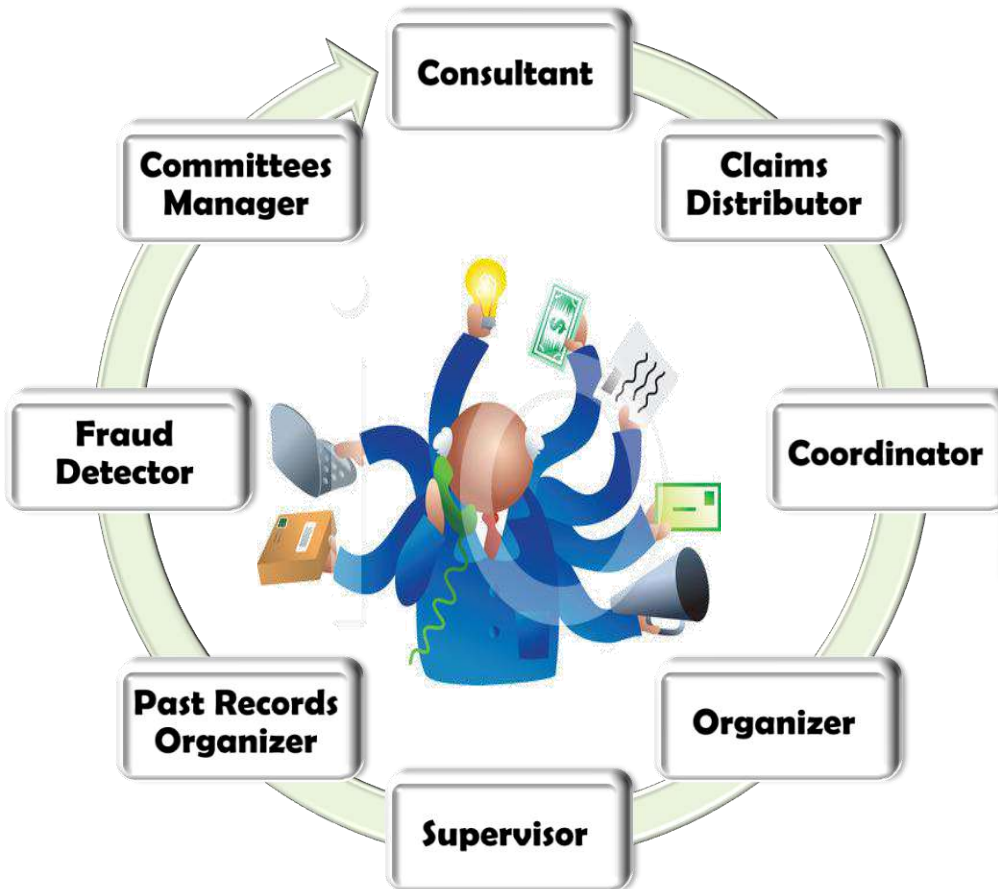 Consultant
Claims
Distributor
Coordinator
Organizer
Supervisor
Past Records
Organizer
Fraud
Detector
Committees
Manager
$